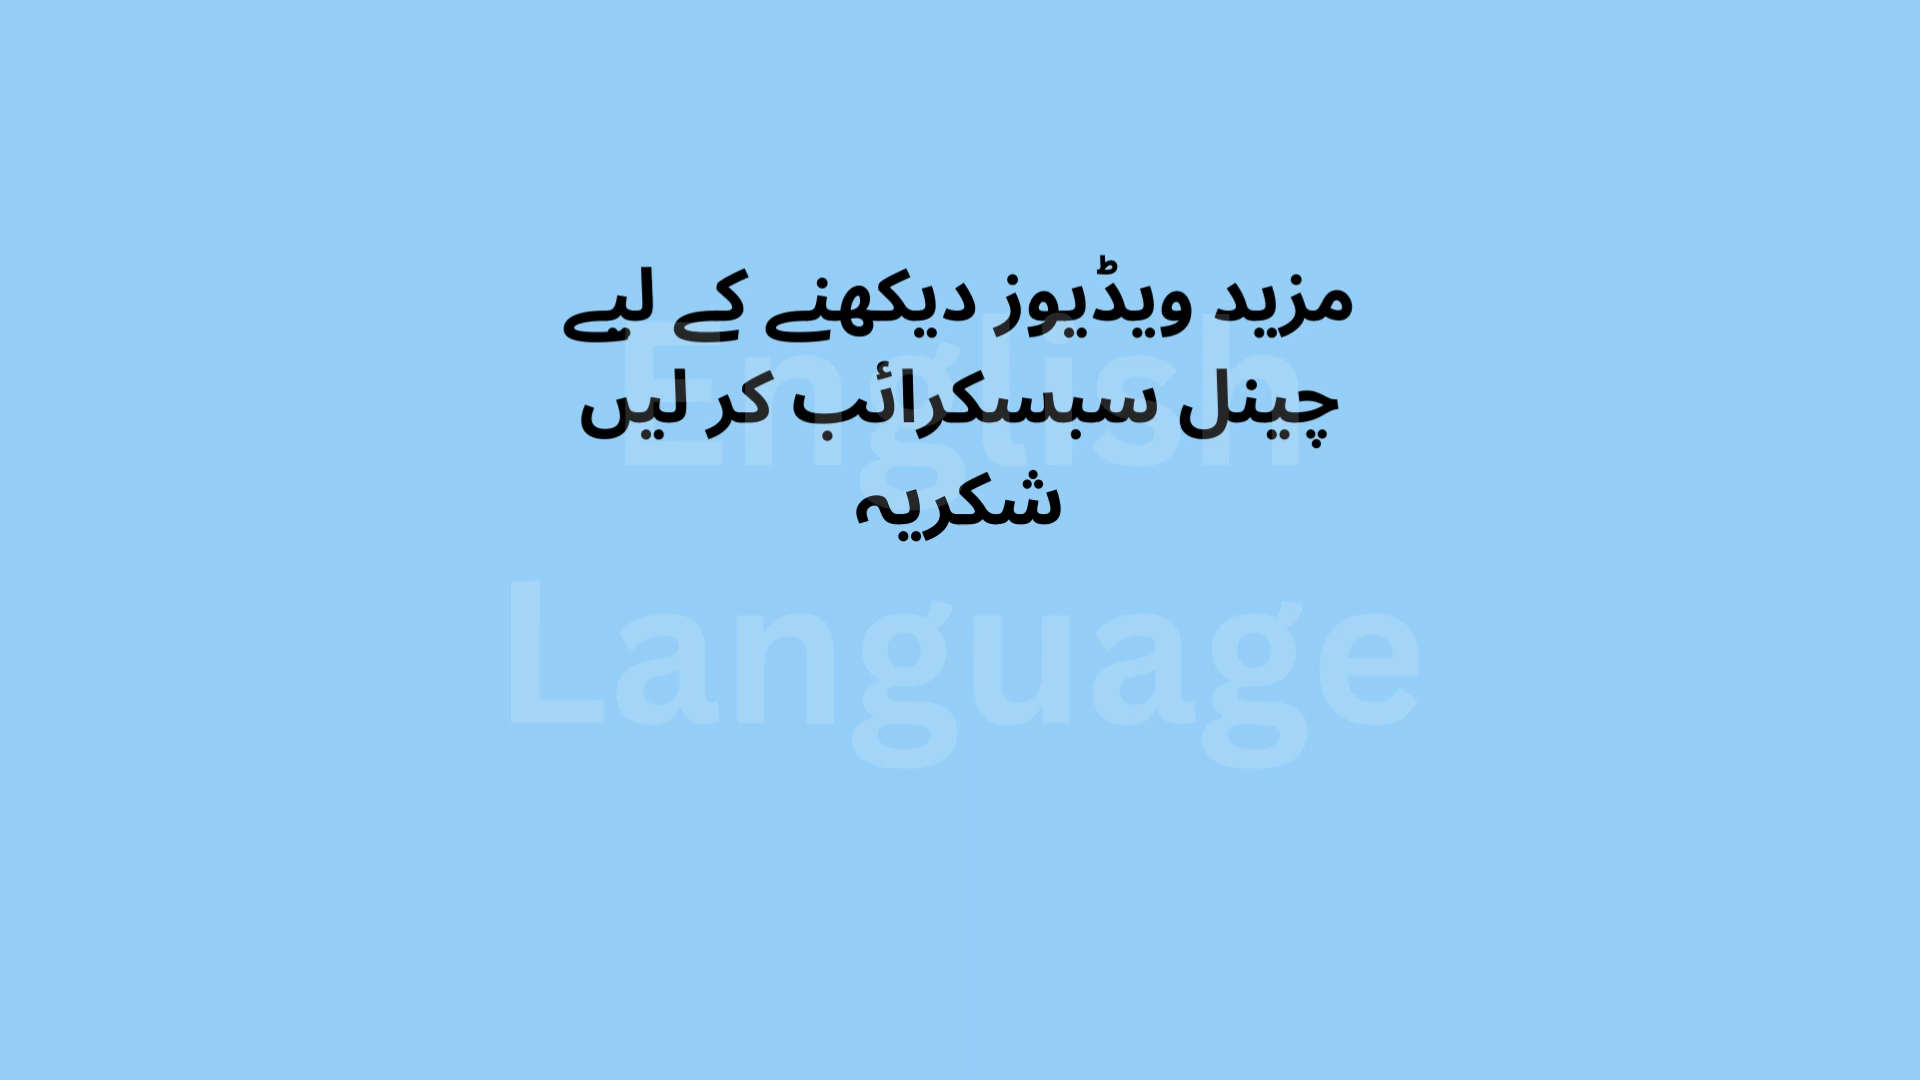 مزید ویڈیوز دیکھنے کے لیے
چینل سبسکرائب کر لیں
شکریہ
English
Language